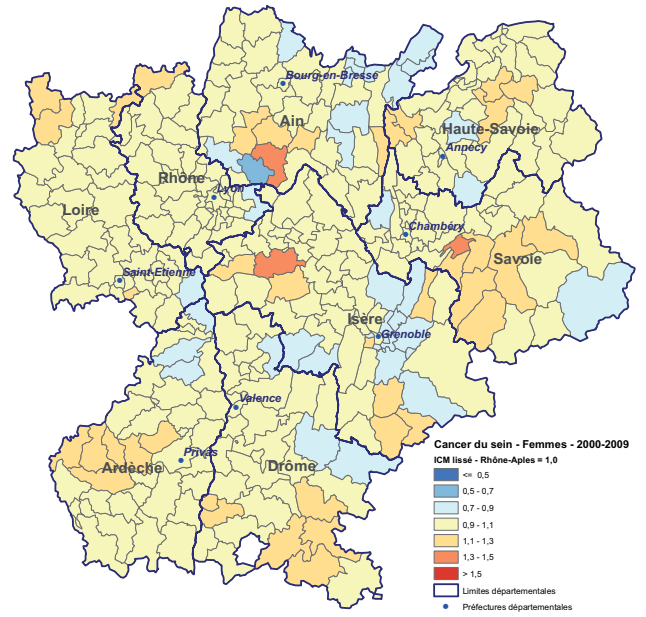 Bourg-en-Bresse
Ain
Haute-Savoie
Annecy
Rhône
Lyon
Loire
Chambéry
Savoie
Saint-Etienne
Isère
Grenoble
Valence
Privas
Ardèche
Drôme
Cancer du sein - Femmes - 2000-2009
ICM lissé - Rhône-Aples = 1,0
<= 0,5
0,5 - 0,7
0,7 - 0,9
0,9 - 1,1
1,1 - 1,3
1,3 - 1,5
> 1,5
Limites départementales
Préfectures départementales